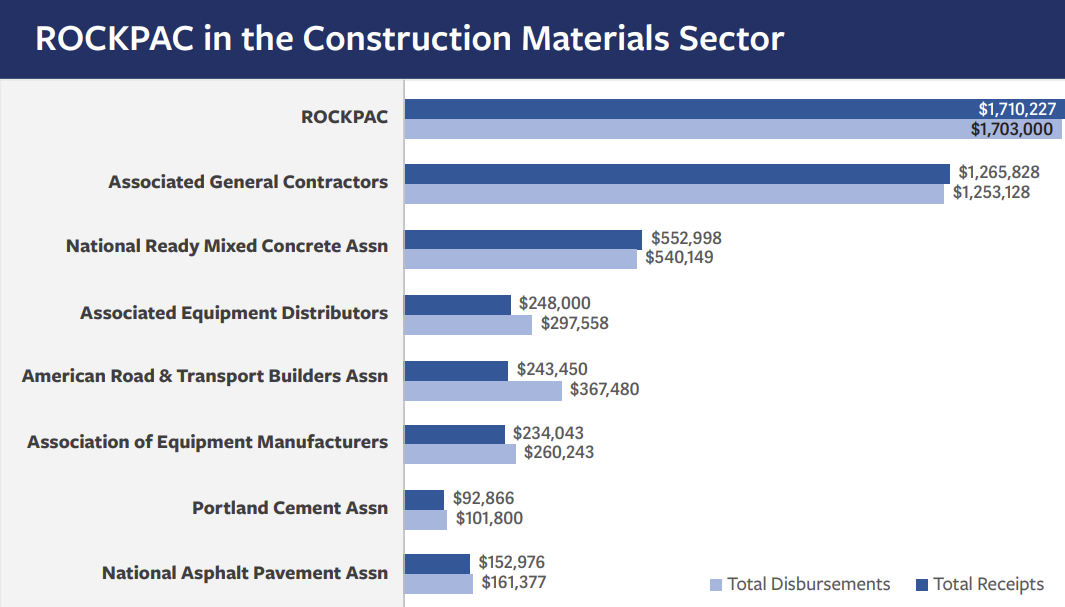 ROCKPAC in the Construction Materials Sector
ROCKPAC
$1,710,227
$1,703,000
Associated General Contractors
$1,265,828
$1,253,128
National Ready Mixed Concrete Assn
$552,998
$540,149
Associated Equipment Distributors
$248,000
$297,558
American Road & Transport Builders Assn
$243,450
$367,480
Association of Equipment Manufacturers
$234,043
$260,243
Portland Cement Assn
$92,866
$101,800
National Asphalt Pavement Assn
$152,976
$161,377
Total Disbursements
Total Receipts